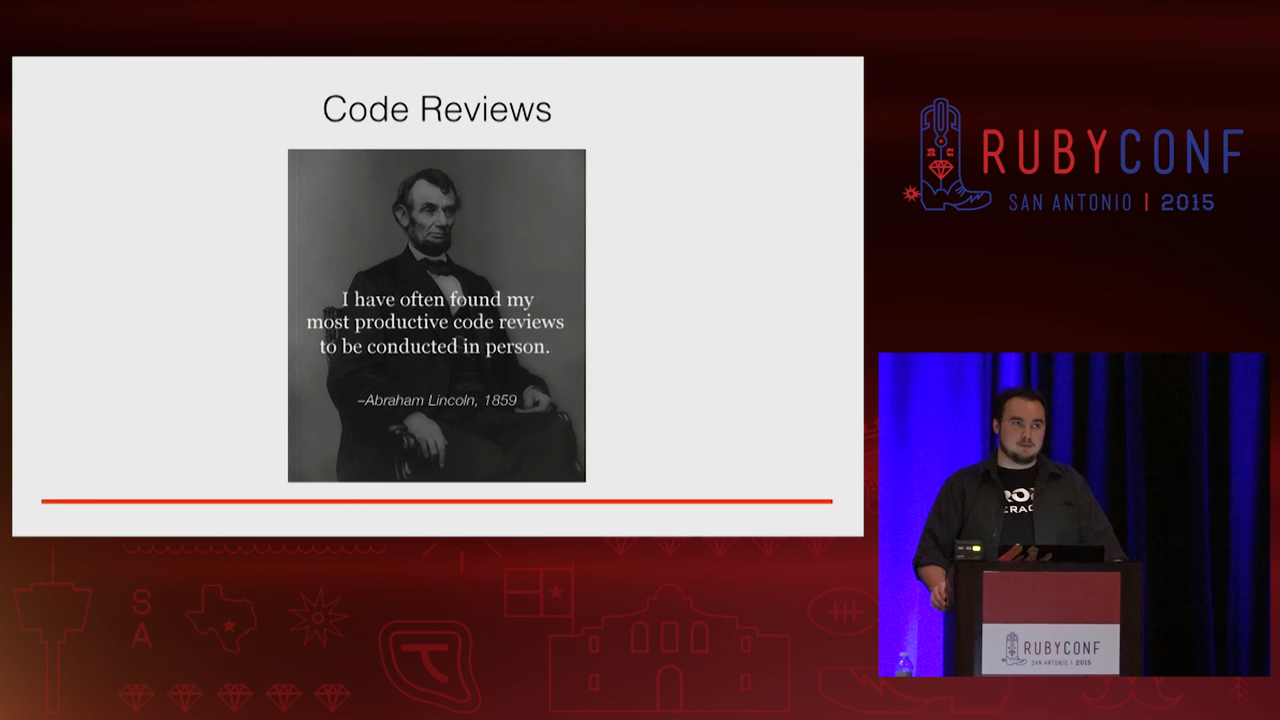 Code Reviews
I have often found my
most productive code reviews
to be conducted in person.
–Abraham Lincoln, 1859
RUBYCONF
SAN ANTONIO | 2015
S
A
RUBYCONF
SAN ANTONIO | 2015